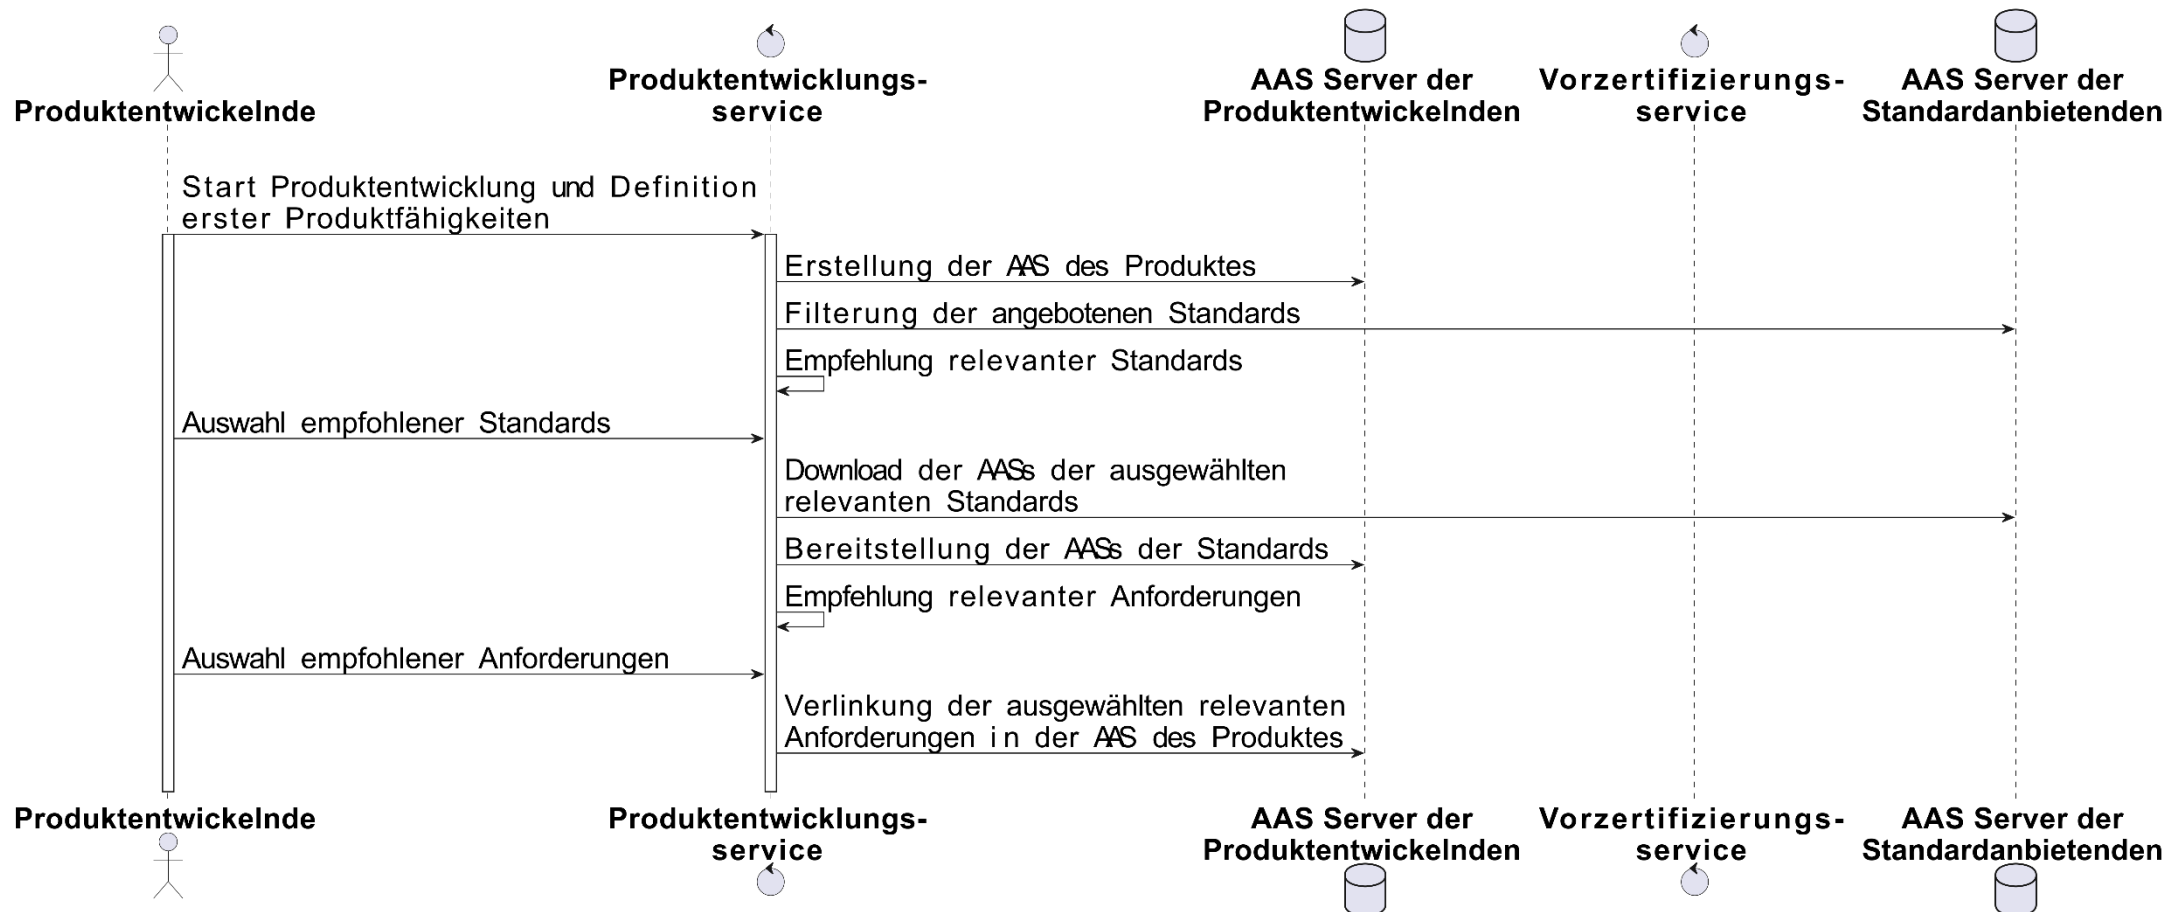 Produktentwickelnde
Produktentwicklungs-
service
AAS Server der
Produktentwickelnden
Vorzertifizierungs-
service
AAS Server der
Standardanbietenden
Start Produktentwicklung und Definition
erster Produktfähigkeiten
Erstellung der AAS des Produktes
Filterung der angebotenen Standards
Empfehlung relevanter Standards
Auswahl empfohlener Standards
Download der AASs der ausgewählten
relevanten Standards
Bereitstellung der AASs der Standards
Empfehlung relevanter Anforderungen
Auswahl empfohlener Anforderungen
Verlinkung der ausgewählten relevanten
Anforderungen in der AAS des Produktes
Produktentwickelnde
Produktentwicklungs-
service
AAS Server der
Produktentwickelnden
Vorzertifizierungs-
service
AAS Server der
Standardanbietenden